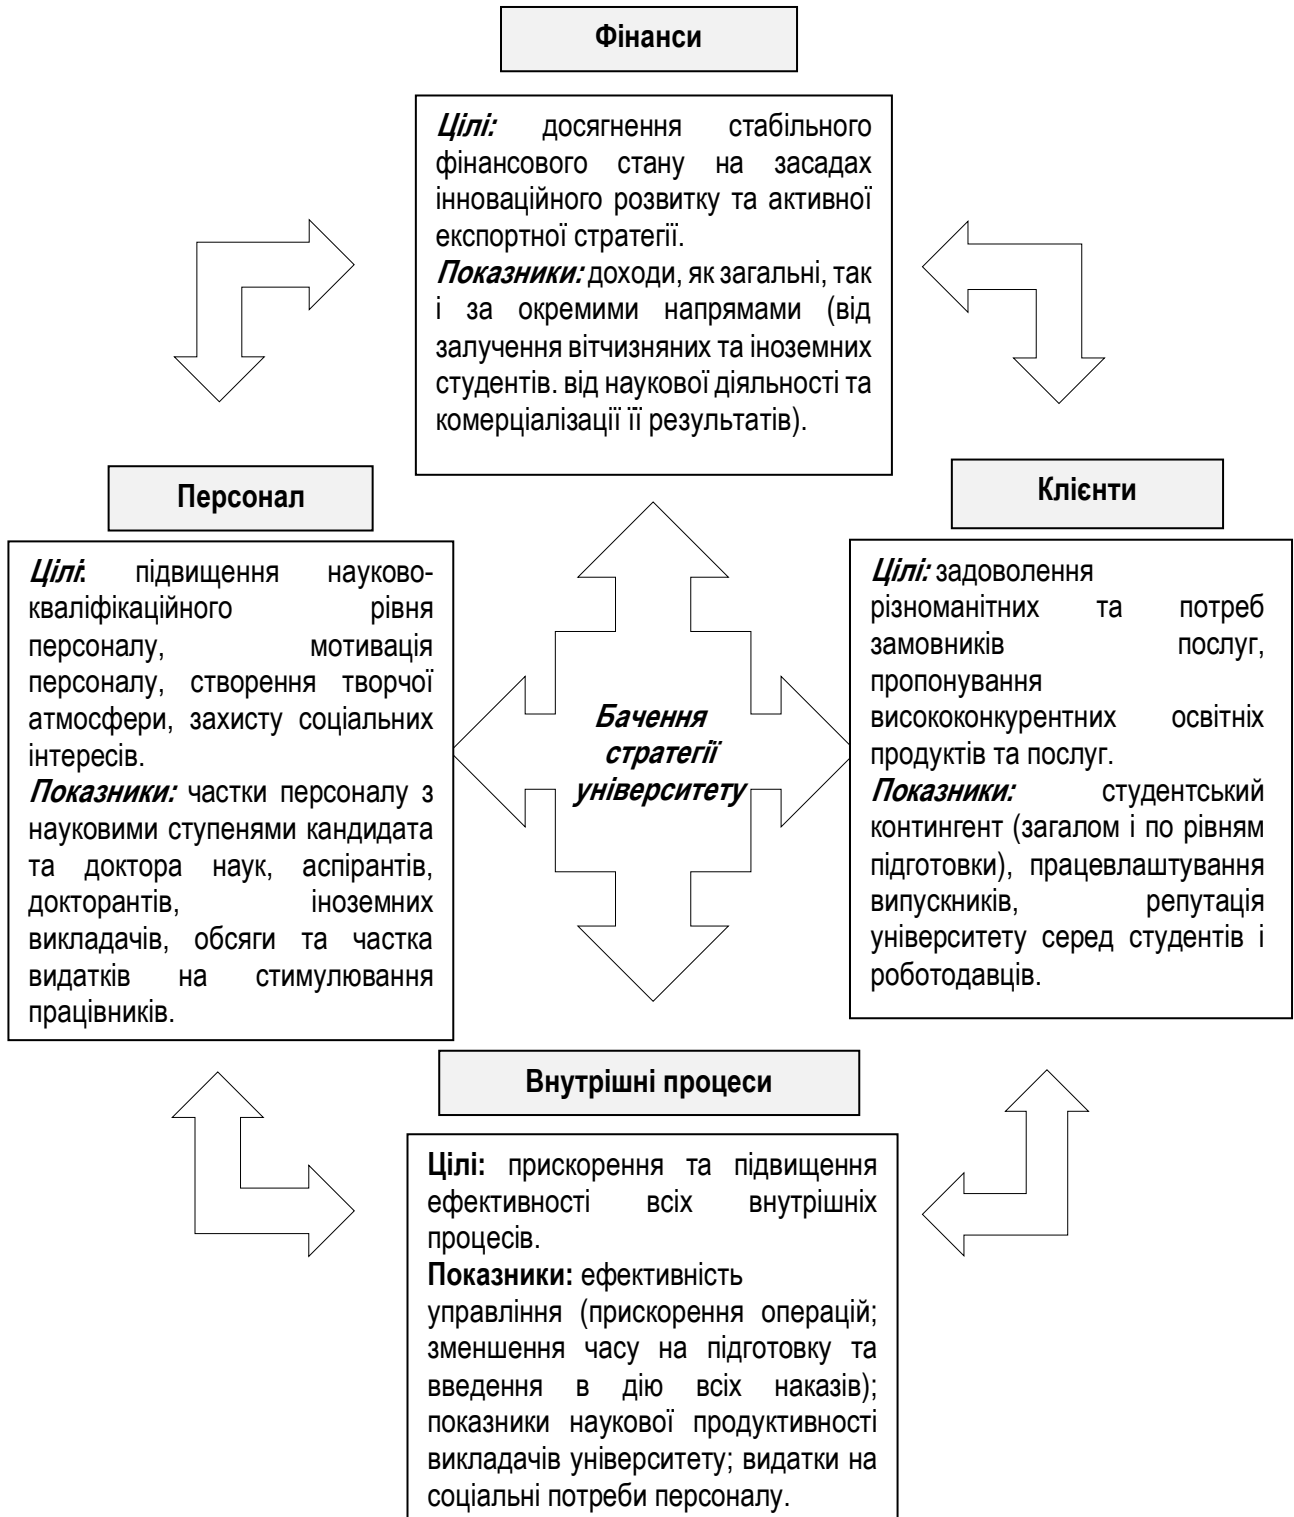 Фінанси
Цілі: досягнення стабільного
фінансового стану на засадах
інноваційного розвитку та активної
експортної стратегії.
Показники: доходи, як загальні, так
і за окремими напрямами (від
залучення вітчизняних та іноземних
студентів. від наукової діяльності та
комерціалізації її результатів).
Персонал
Цілі: підвищення науково-
кваліфікаційного рівня
персоналу, мотивація
персоналу, створення творчої
атмосфери, захисту соціальних
інтересів.
Показники: частки персоналу з
науковими ступенями кандидата
та доктора наук, аспірантів,
докторантів, іноземних
викладачів, обсяги та частка
видатків на стимулювання
працівників.
Бачення
стратегії
університету
Клієнти
Цілі: задоволення
різноманітних та потреб
замовників послуг,
пропонування
висококонкурентних освітніх
продуктів та послуг.
Показники: студентський
контингент (загалом і по рівням
підготовки), працевлаштування
випускників, репутація
університету серед студентів і
роботодавців.
Внутрішні процеси
Цілі: прискорення та підвищення
ефективності всіх внутрішніх
процесів.
Показники: ефективність
управління (прискорення операцій;
зменшення часу на підготовку та
введення в дію всіх наказів);
показники наукової продуктивності
викладачів університету; видатки на
соціальні потреби персоналу.